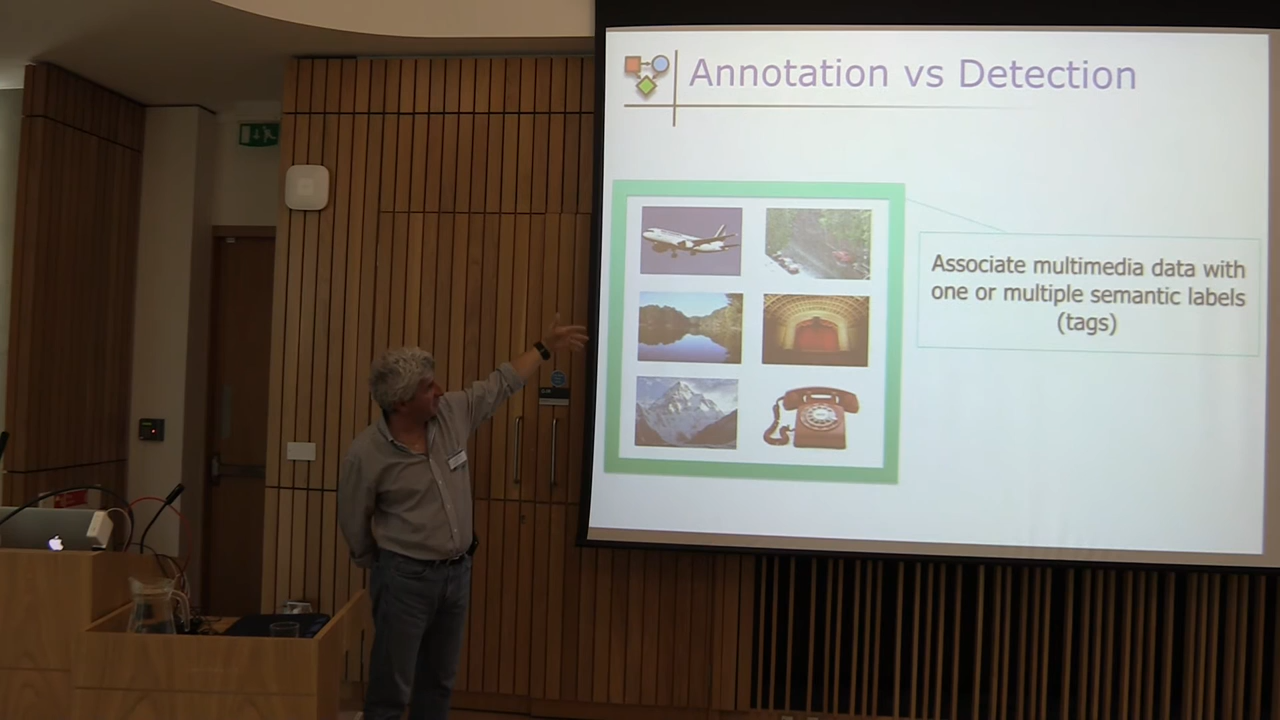 Annotation vs Detection
Associate multimedia data with
one or multiple semantic labels
(tags)